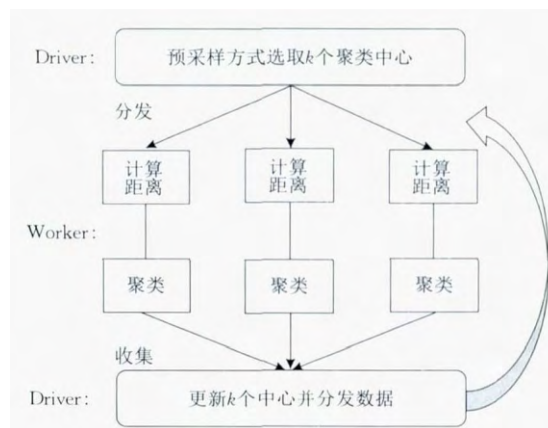 Driver: 预采样方式选取k个聚类中心
分发
计算 计算 计算
距离 距离 距离
Worker:
聚类 聚类 聚类
收集
Driver: 更新k个中心并分发数据